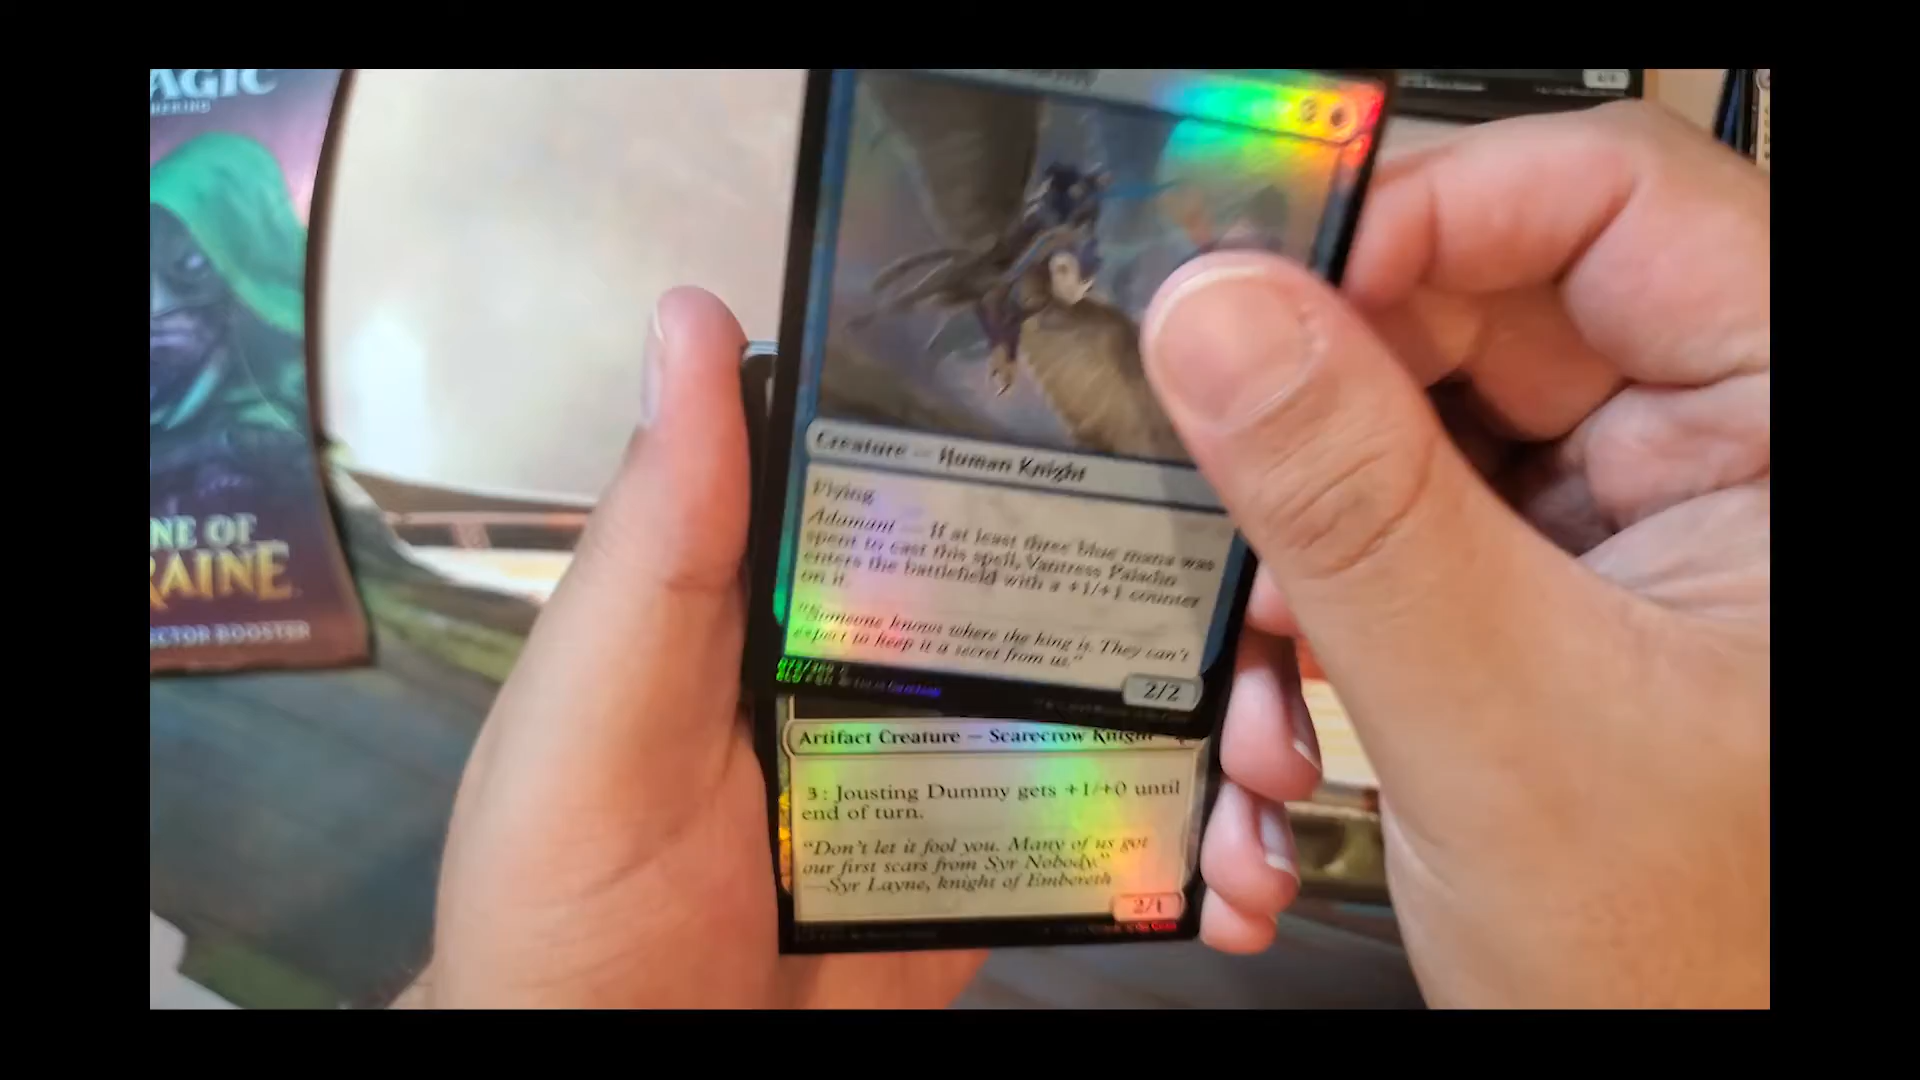 AGIC
HERING
NE OF
RAINE
ECTOR BOOSTER
3
Creature — Human Knight
Flying
Adamant — If at least three blue mana was
spent to cast this spell, Vantress Paladin
enters the battlefield with a +1/+1 counter
on it.
"Someone knows where the king is. They can't
expect to keep it a secret from us."
2/2
Artifact Creature — Scarecrow Knight
3: Jousting Dummy gets +1/+0 until
end of turn.
"Don't let it fool you. Many of us got
our first scars from Syr Nobody."
—Syr Layne, knight of Embereth
2/1